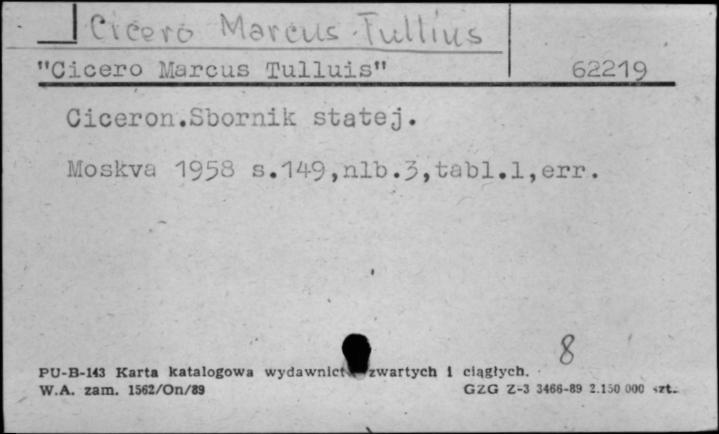 Cicero Marcus Tullius
"Cicero Marcus Tulluis" 62219
Ciceron.Sbornik statej.
Moskva 1958 s.149,nlb.3,tabl.1,err.
8
PU-B-143 Karta katalogowa wydawnict zwartych i ciągłych.
W.A. zam. 1562/On/89 GZG Z-3 3466-89 2.150 000 szt.